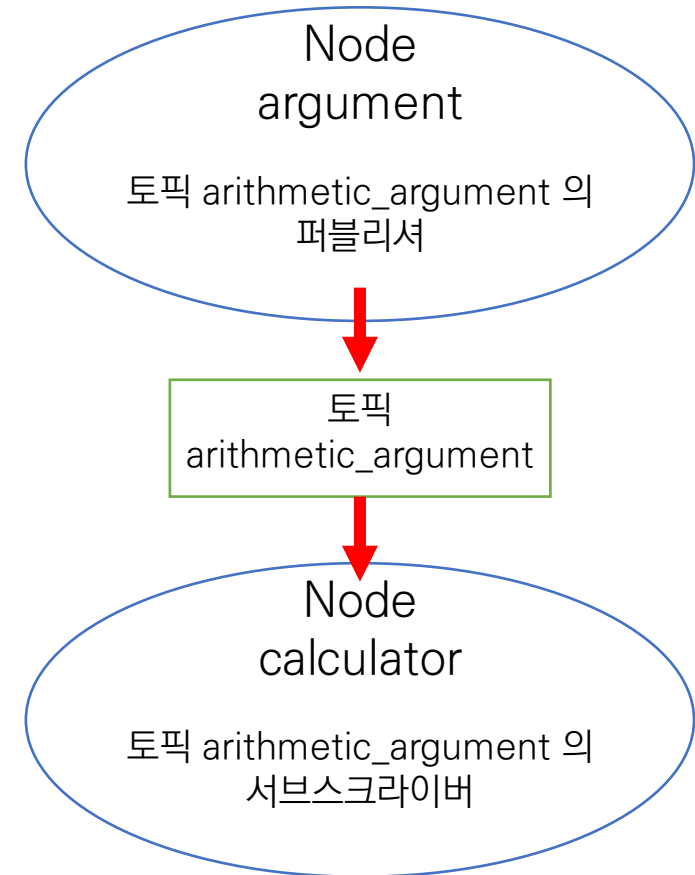 Node
argument
토픽 arithmetic_argument 의
퍼블리셔
토픽
arithmetic_argument
Node
calculator
토픽 arithmetic_argument 의
서브스크라이버